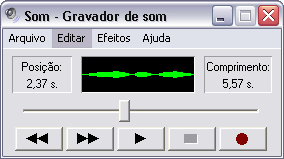 Som - Gravador de som
Arquivo Editar Efeitos Ajuda
Posição: Comprimento:
2,37 s. 5,57 s.